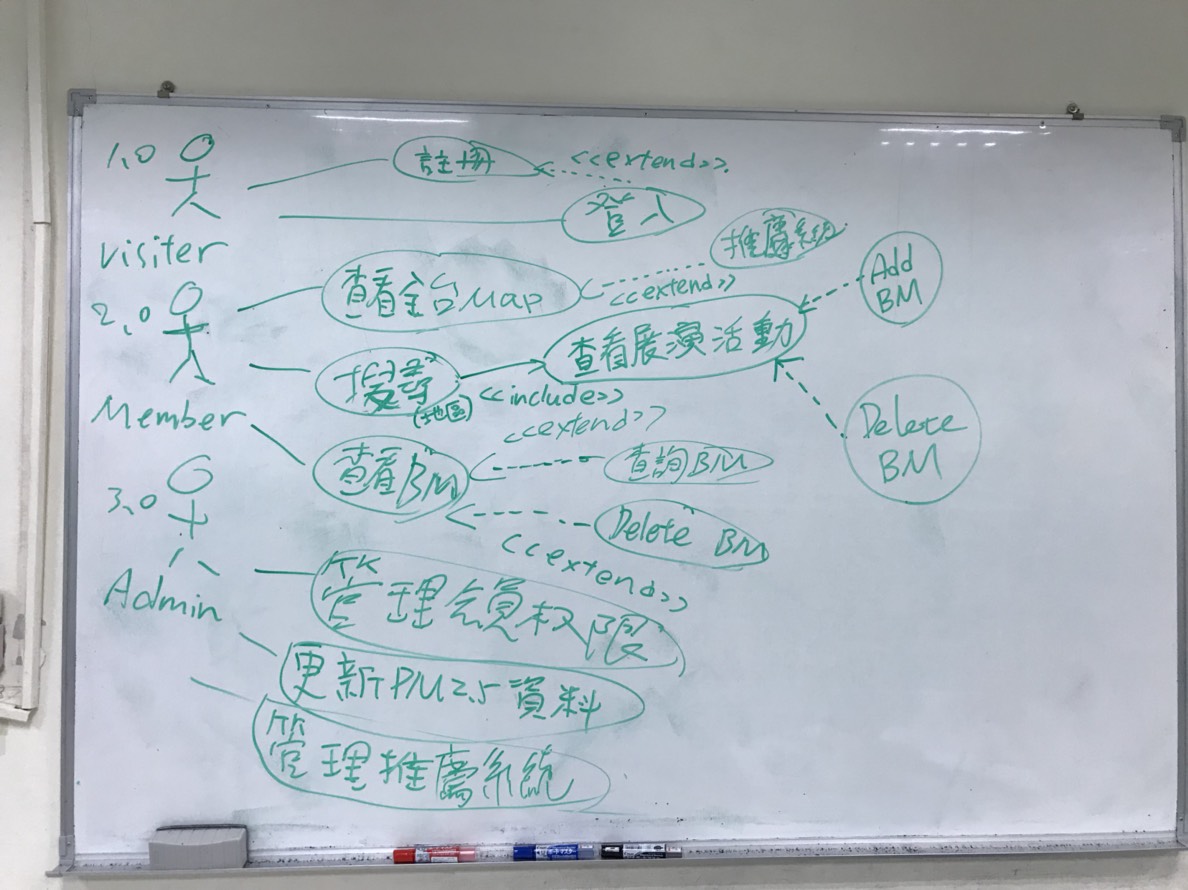 1.0
註冊
<<extend>>
登入
visiter
推薦系統
查看全台Map
<<extend>>
Add
BM
2.0
查看展演活動
搜尋
(地區)
<<include>>
Member
<<extend>>
Delete
BM
查看BM
查詢BM
3.0
Delete BM
<<extend>>
Admin
管理會員权限
更新PM2.5資料
管理推薦系統